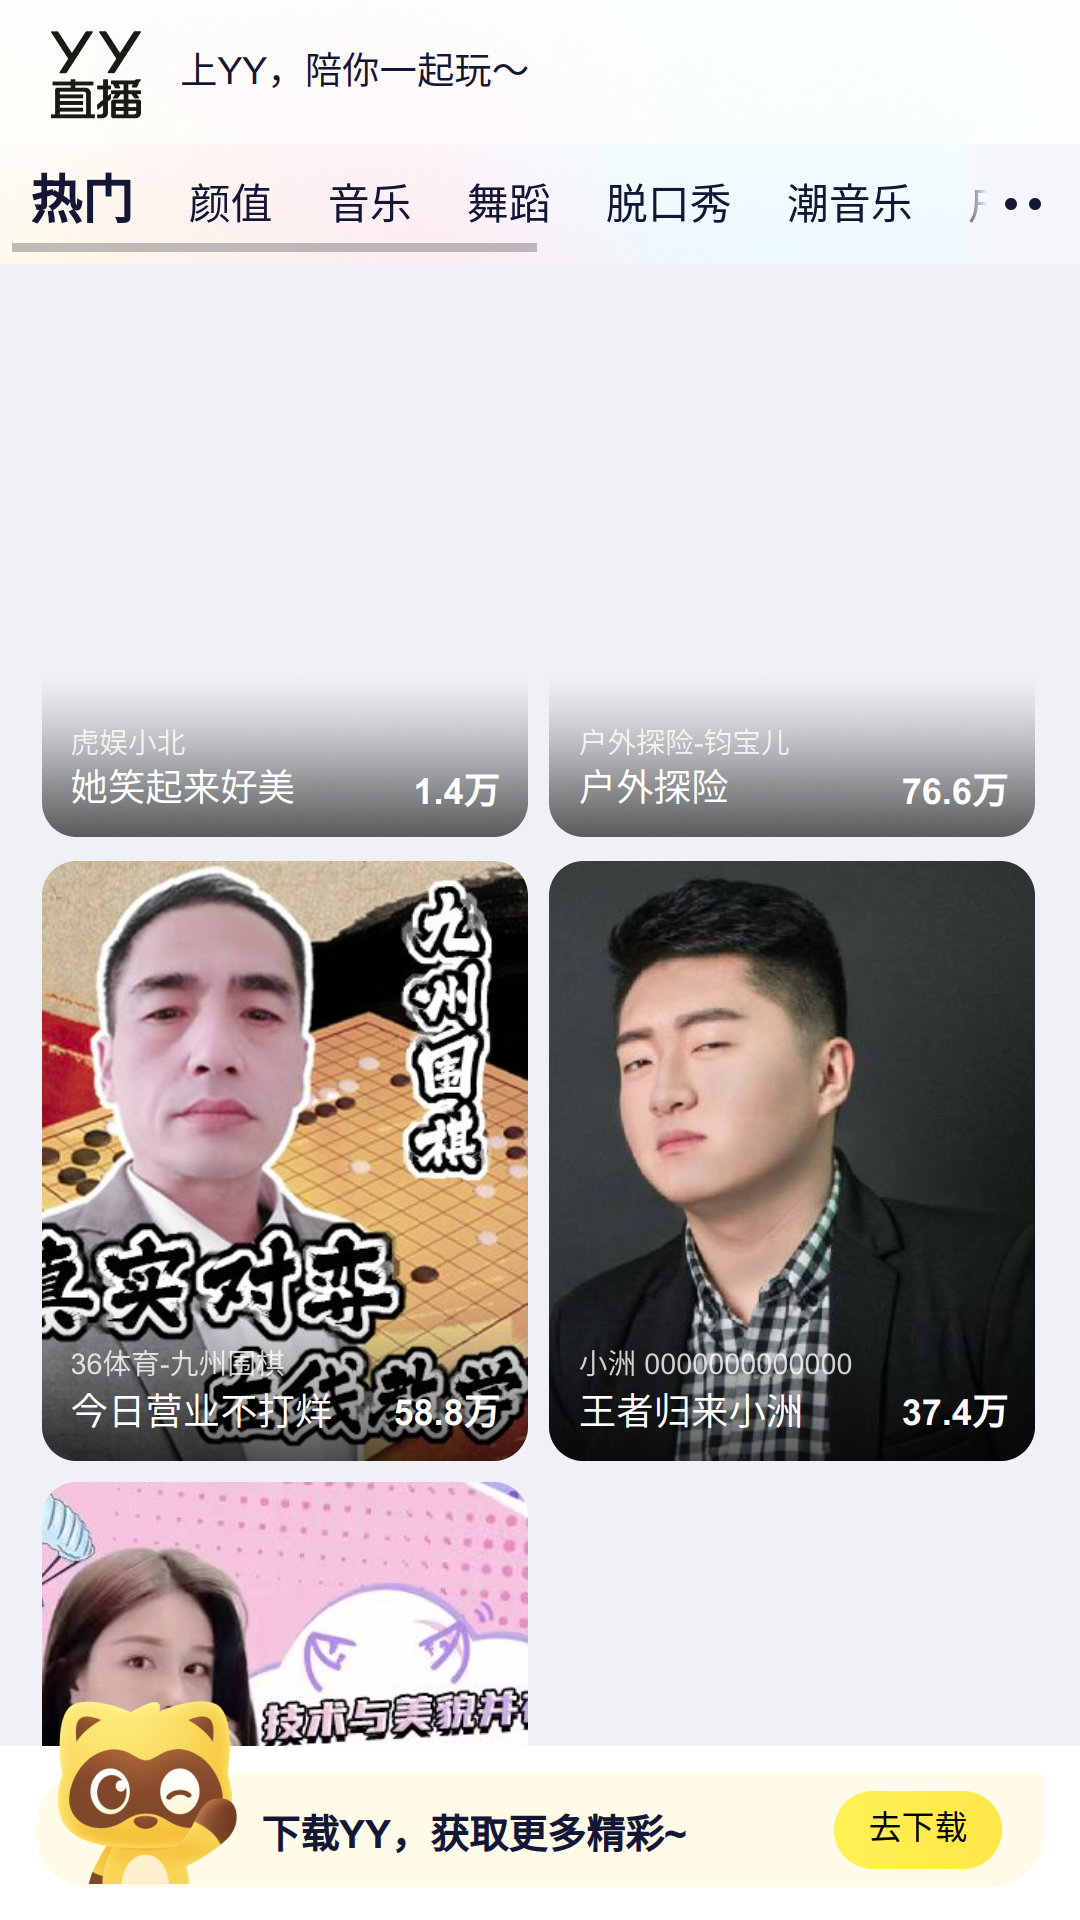 YY
直播
上YY，陪你一起玩～
热门 颜值 音乐 舞蹈 脱口秀 潮音乐
虎娱小北
她笑起来好美 1.4万
户外探险-钧宝儿
户外探险 76.6万
九州围棋
真实对弈
在线教学
36体育-九州围棋
今日营业不打烊 58.8万
小洲 0000000000000
王者归来小洲 37.4万
技术与美貌并存
下载YY，获取更多精彩~
去下载